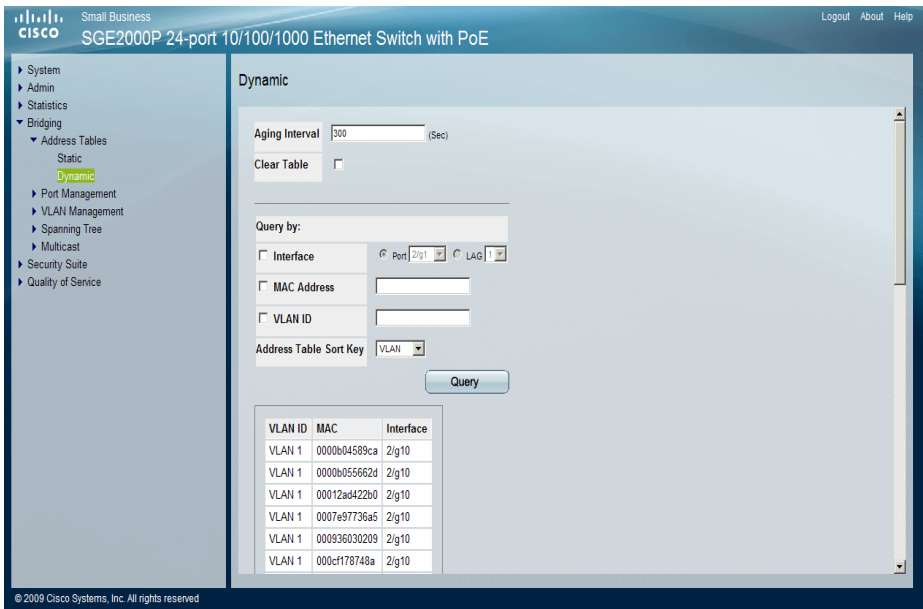 Small Business
cisco
SGE2000P 24-port 10/100/1000 Ethernet Switch with PoE
Logout About Help
System
Admin
Statistics
Bridging
Address Tables
Static
Dynamic
Port Management
VLAN Management
Spanning Tree
Multicast
Security Suite
Quality of Service
Dynamic
Aging Interval 300 (Sec)
Clear Table
Query by:
Interface Port 2/g1 LAG 1
MAC Address
VLAN ID
Address Table Sort Key VLAN
Query
VLAN ID MAC Interface
VLAN 1 0000b04589ca 2/g10
VLAN 1 0000b055662d 2/g10
VLAN 1 00012ad422b0 2/g10
VLAN 1 0007e97736a5 2/g10
VLAN 1 000936030209 2/g10
VLAN 1 000cf178748a 2/g10
© 2009 Cisco Systems, Inc. All rights reserved